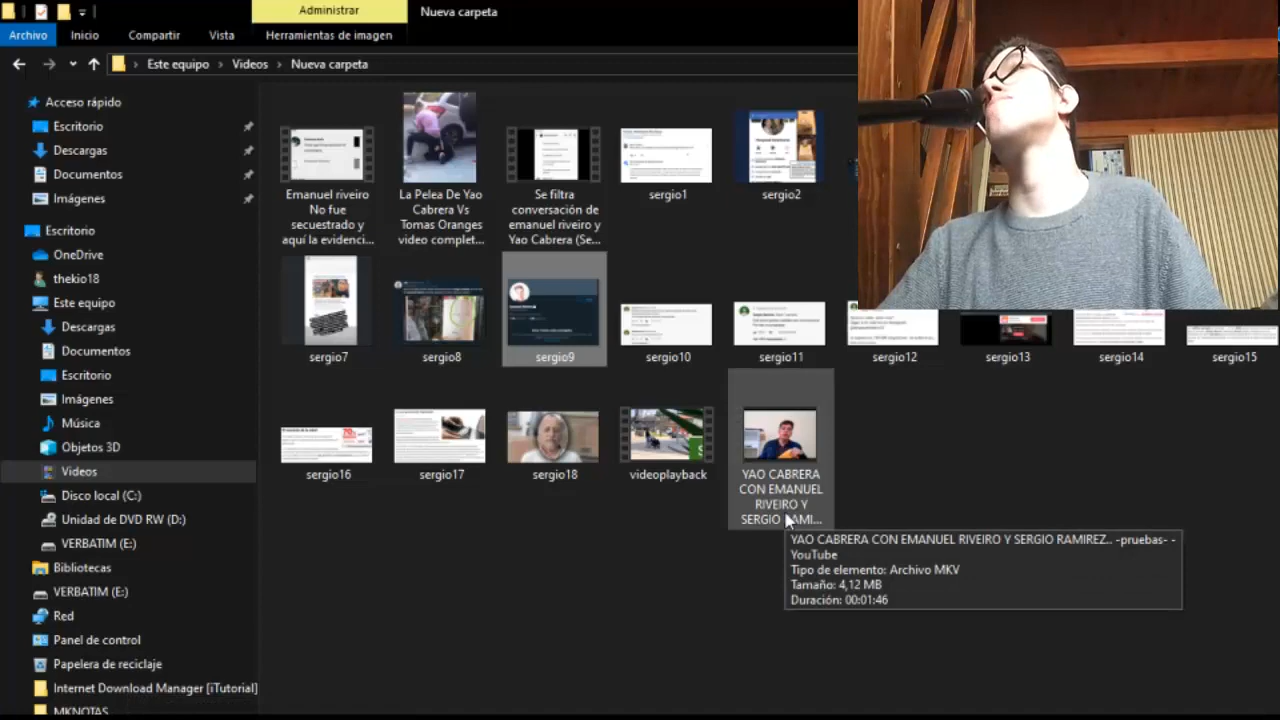 Administrar
Nueva carpeta
Archivo
Inicio
Compartir
Vista
Herramientas de imagen
Este equipo
Videos
Nueva carpeta
Acceso rápido
Escritorio
Descargas
Documentos
Imágenes
Escritorio
OneDrive
thekio18
Este equipo
Descargas
Documentos
Escritorio
Imágenes
Música
Objetos 3D
Videos
Disco local (C:)
Unidad de DVD RW (D:)
VERBATIM (E:)
Bibliotecas
VERBATIM (E:)
Red
Panel de control
Papelera de reciclaje
Internet Download Manager [iTutorial]
MKNOTAS
Emanuel riveiro
No fue
secuestrado y
aquí la evidenci...
La Pelea De Yao
Cabrera Vs
Tomas Oranges
video complet...
Se filtra
conversación de
emanuel riveiro y
Yao Cabrera (Se...
sergio1
sergio2
sergio7
sergio8
sergio9
sergio10
sergio11
sergio12
sergio13
sergio14
sergio15
sergio16
sergio17
sergio18
videoplayback
YAO CABRERA
CON EMANUEL
RIVEIRO Y
SERGIO RAMI...
YAO CABRERA CON EMANUEL RIVEIRO Y SERGIO RAMIREZ.. -pruebas- -
YouTube
Tipo de elemento: Archivo MKV
Tamaño: 4,12 MB
Duración: 00:01:46